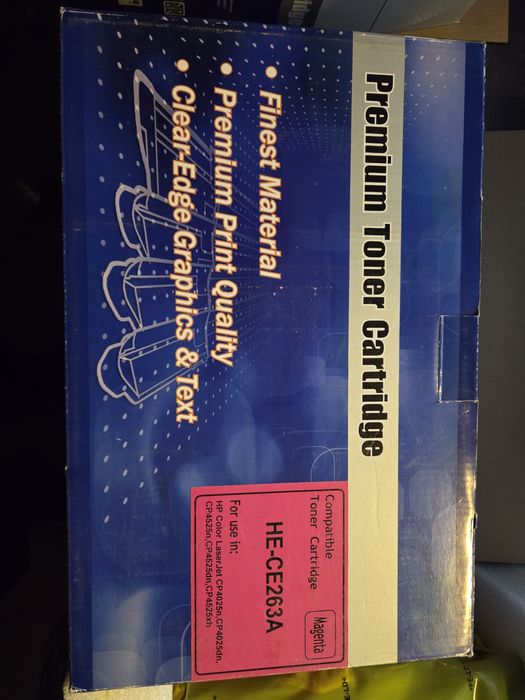 Premium Toner Cartridge
• Finest Material
• Premium Print Quality
• Clear-Edge Graphics & Text
Compatible
Toner Cartridge
Magenta
HE-CE263A
For use in:
HP Color LaserJet CP4025n,CP4025dn,
CP4525n,CP4525dn,CP4525xh